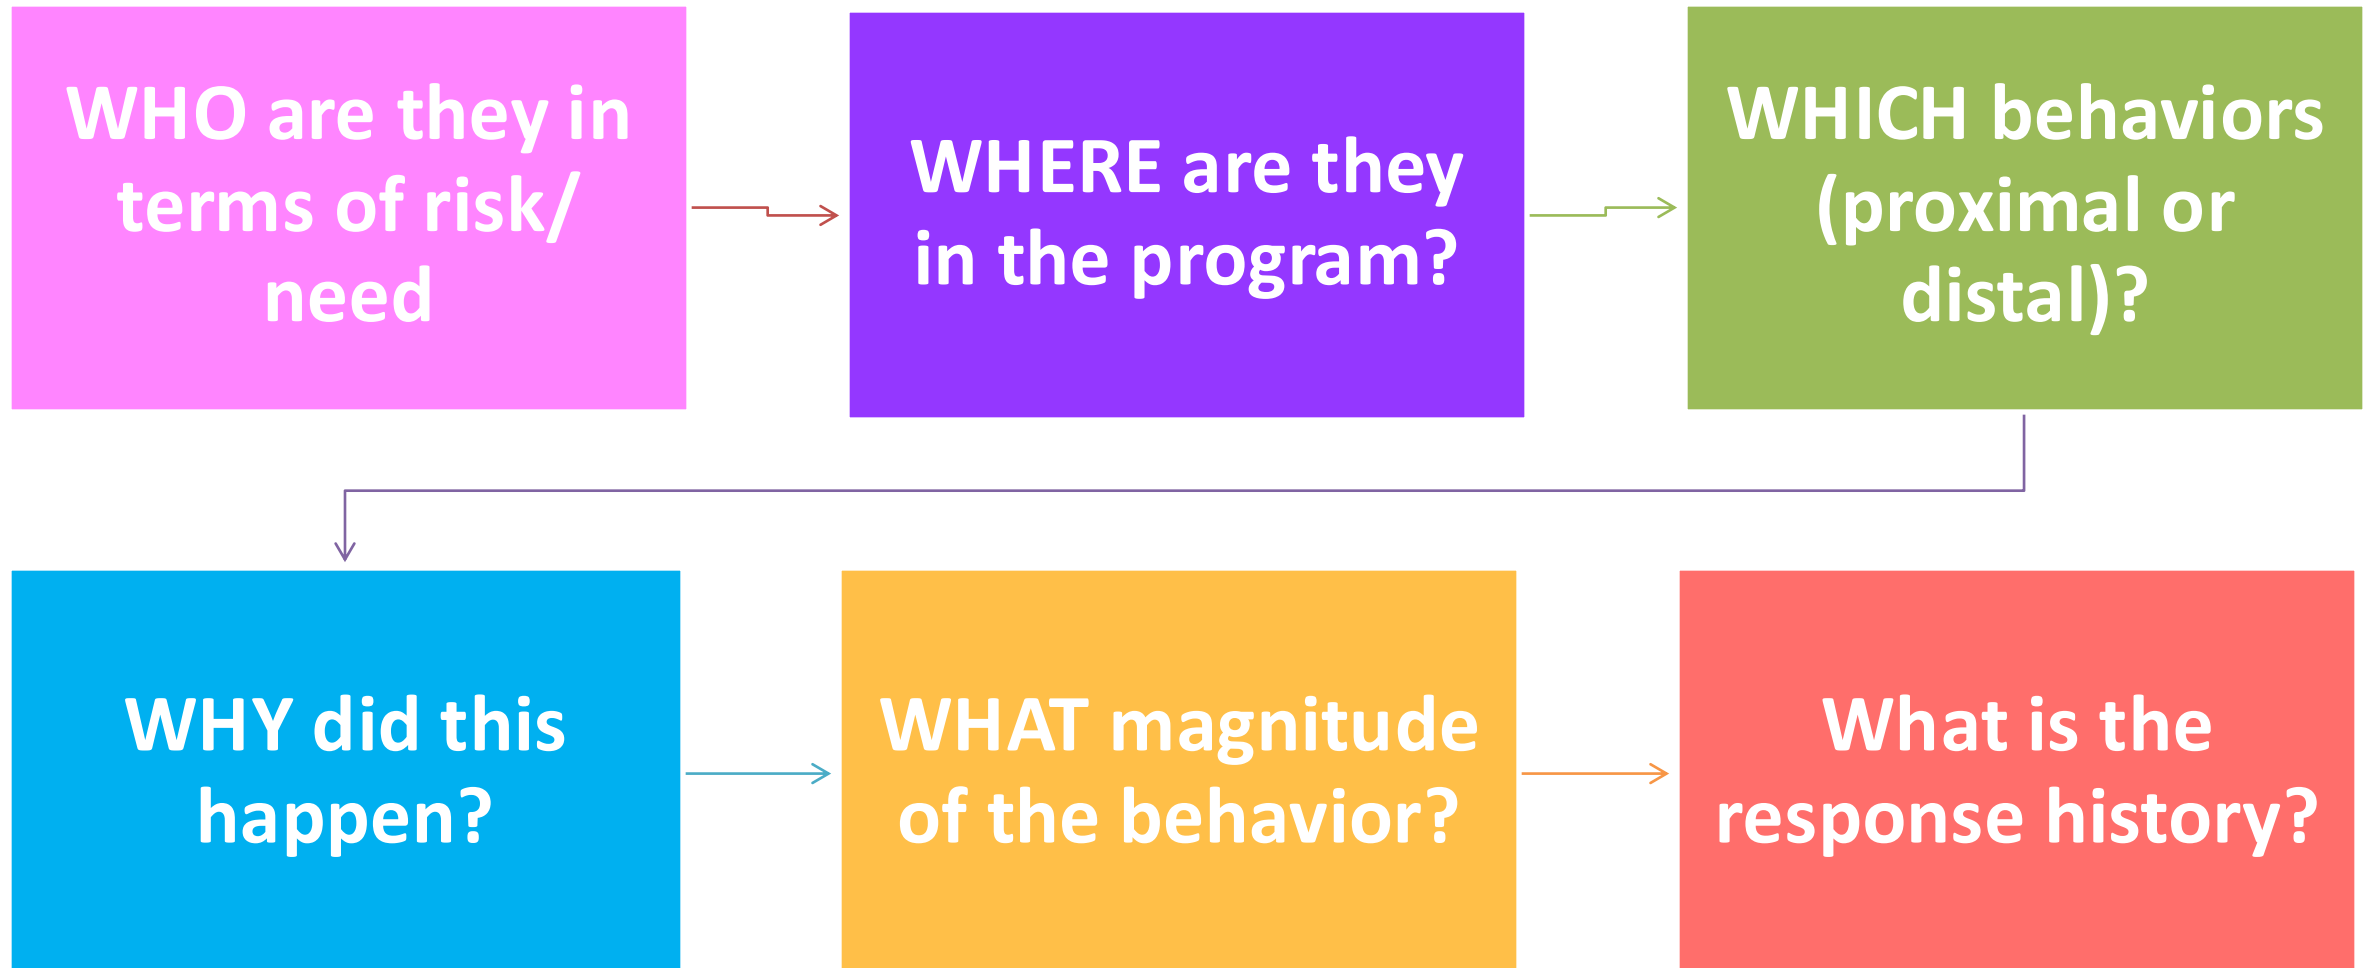 WHO are they in
terms of risk/
need
WHERE are they
in the program?
WHICH behaviors
(proximal or
distal)?
WHY did this
happen?
WHAT magnitude
of the behavior?
What is the
response history?